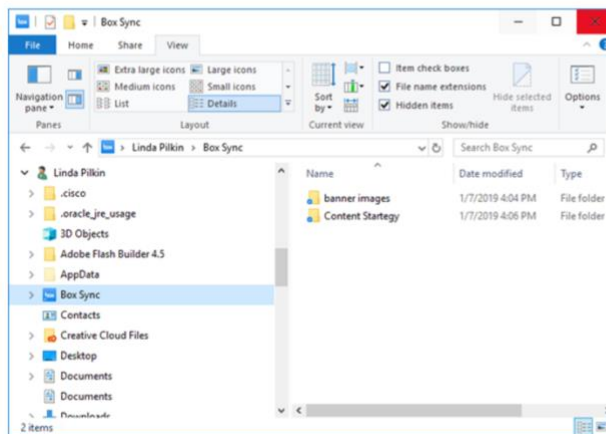 Box Sync
File Home Share View
Navigation pane
Extra large icons Large icons
Medium icons Small icons
List Details
Sort by
Item check boxes
File name extensions
Hidden items
Hide selected items
Options
Panes Layout Current view Show/hide
Linda Pilkin > Box Sync
Search Box Sync
Linda Pilkin
.cisco
.oracle_jre_usage
3D Objects
Adobe Flash Builder 4.5
AppData
Box Sync
Contacts
Creative Cloud Files
Desktop
Documents
Documents
Downloads
Name Date modified Type
banner images 1/7/2019 4:04 PM File folder
Content Startegy 1/7/2019 4:06 PM File folder
2 items